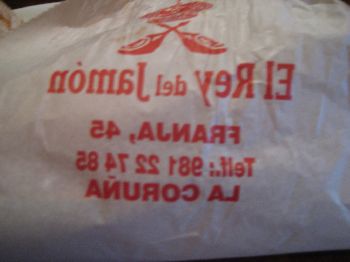 El Rey del Jamón
FRANJA, 45
Telf.: 981 22 74 85
LA CORUÑA